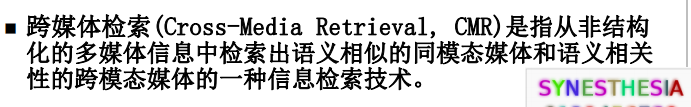 ▪ 跨媒体检索(Cross-Media Retrieval, CMR)是指从非结构
化的多媒体信息中检索出语义相似的同模态媒体和语义相关
性的跨模态媒体的一种信息检索技术。
SYNESTHESIA